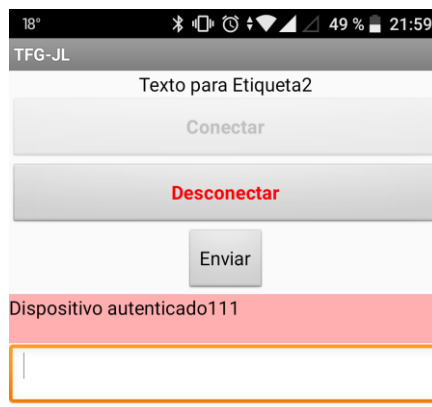 18° 49 % 21:59
TFG-JL
Texto para Etiqueta2
Conectar
Desconectar
Enviar
Dispositivo autenticado111